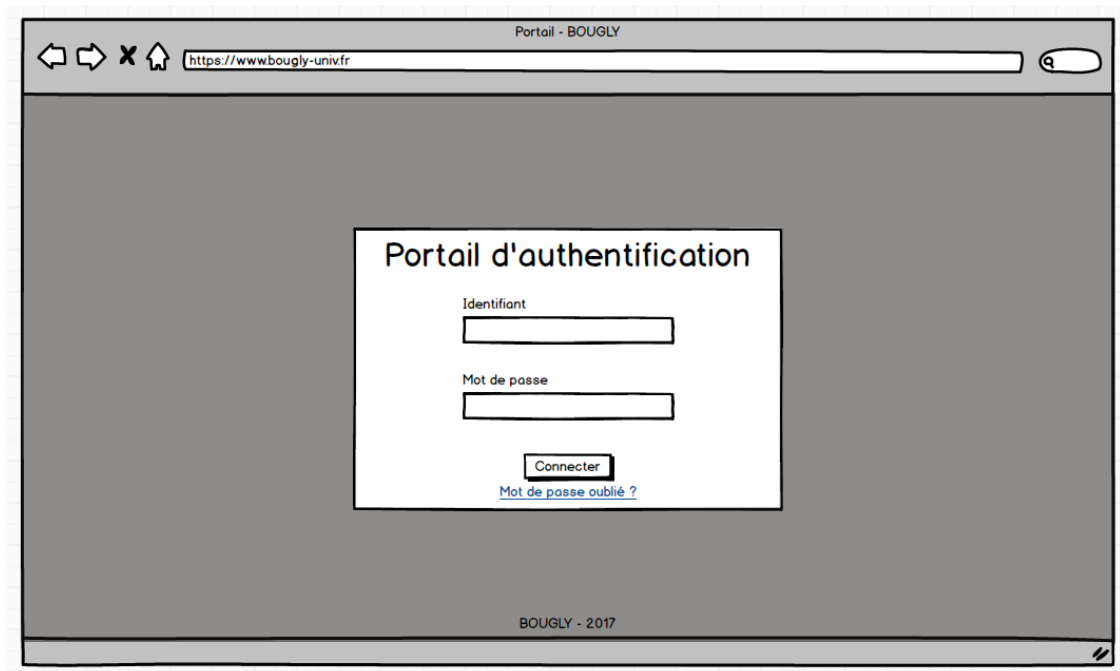 Portail - BOUGLY
https://www.bougly-univ.fr
Portail d'authentification
Identifiant
Mot de passe
Connecter
Mot de passe oublié ?
BOUGLY - 2017